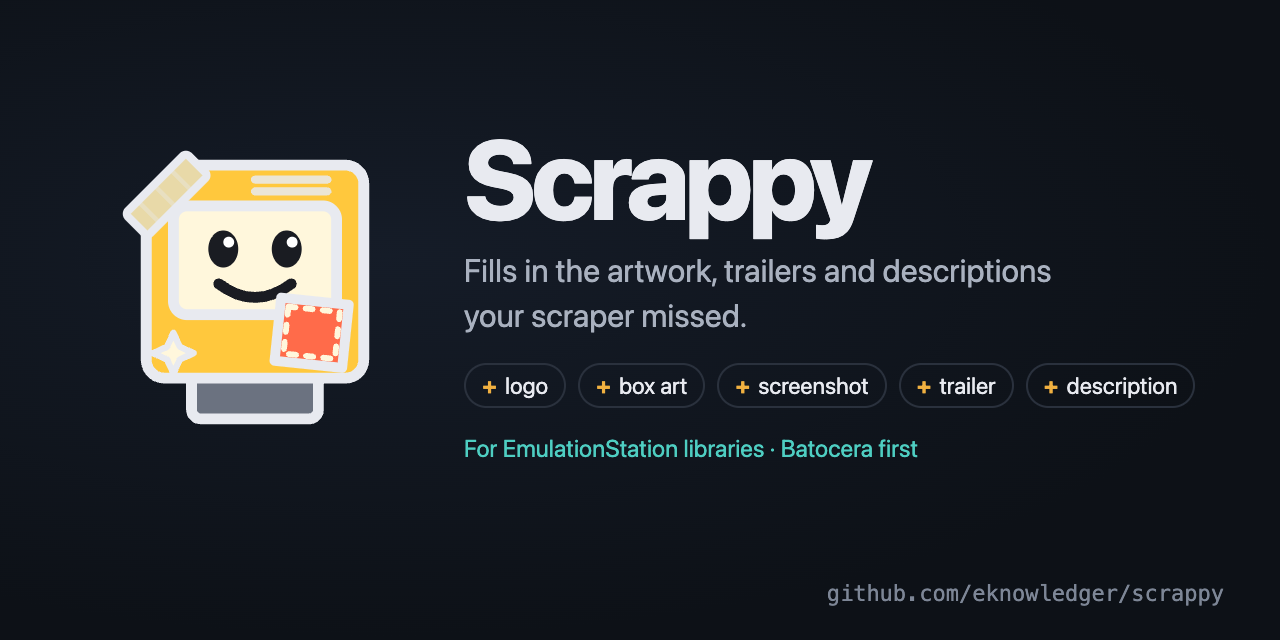 Scrappy
Fills in the artwork, trailers and descriptions
your scraper missed.
+ logo + box art + screenshot + trailer + description
For EmulationStation libraries · Batocera first
github.com/eknowledger/scrappy